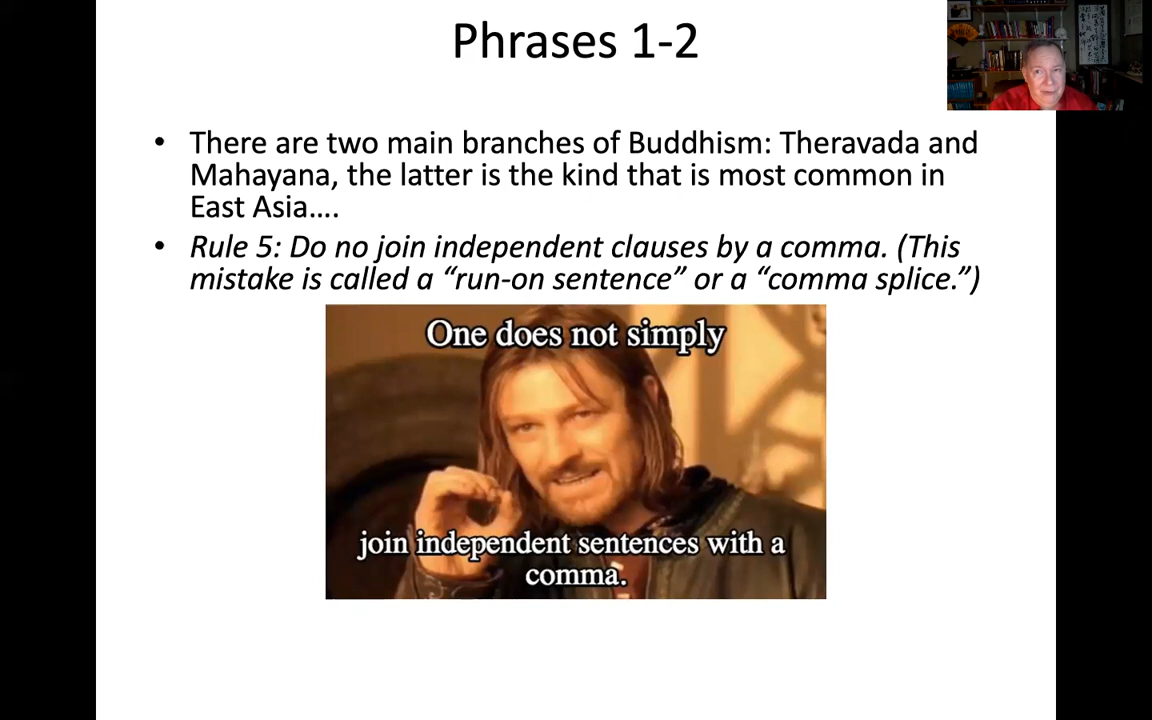 Phrases 1-2
• There are two main branches of Buddhism: Theravada and
Mahayana, the latter is the kind that is most common in
East Asia….
• Rule 5: Do no join independent clauses by a comma. (This
mistake is called a “run-on sentence” or a “comma splice.”)
One does not simply
join independent sentences with a
comma.